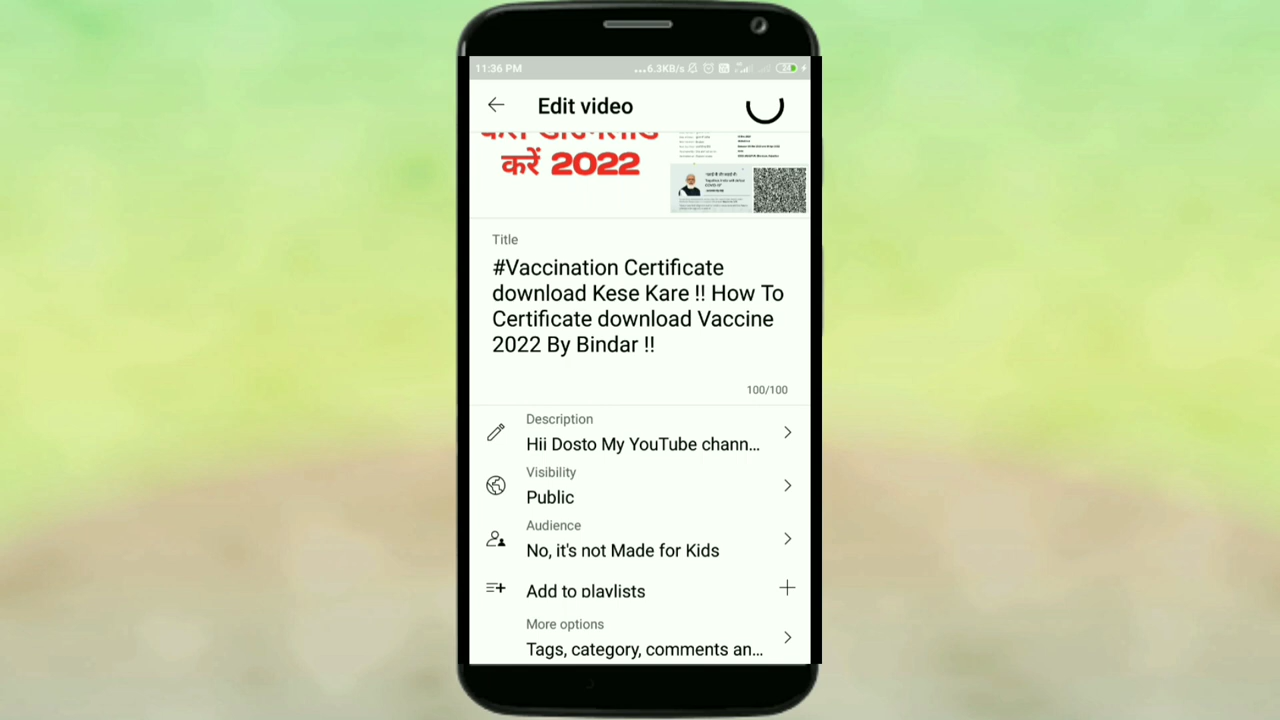 11:36 PM
...6.3KB/s
Edit video
करें 2022
Title
#Vaccination Certificate
download Kese Kare !! How To
Certificate download Vaccine
2022 By Bindar !!
100/100
Description
Hii Dosto My YouTube chann...
Visibility
Public
Audience
No, it's not Made for Kids
Add to playlists
More options
Tags, category, comments an...